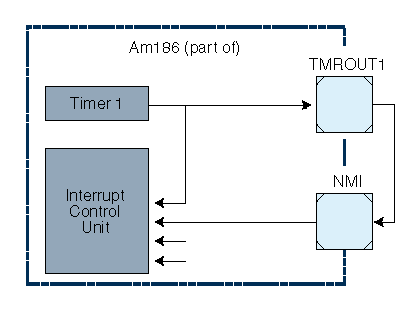 Am186 (part of)
TMROUT1
Timer 1
NMI
Interrupt
Control
Unit